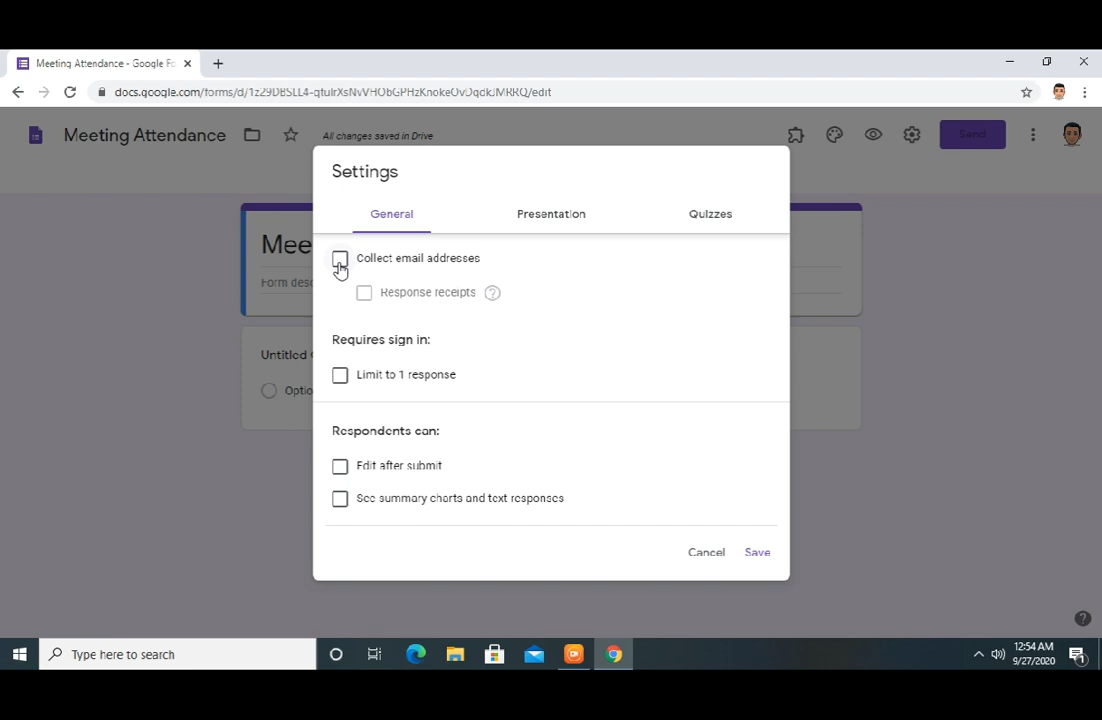 Meeting Attendance - Google Fo
docs.google.com/forms/d/
/edit
Meeting Attendance
All changes saved in Drive
Send
Settings
General
Presentation
Quizzes
Mee
Form desc
Collect email addresses
Response receipts
?
Requires sign in:
Untitled
Limit to 1 response
Optio
Respondents can:
Edit after submit
See summary charts and text responses
Cancel
Save
?
Type here to search
12:54 AM
9/27/2020
1